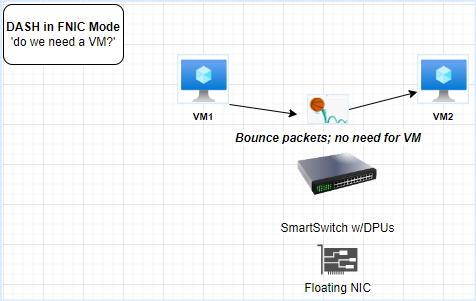 DASH in FNIC Mode
'do we need a VM?'
VM1
VM2
Bounce packets; no need for VM
SmartSwitch w/DPUs
Floating NIC